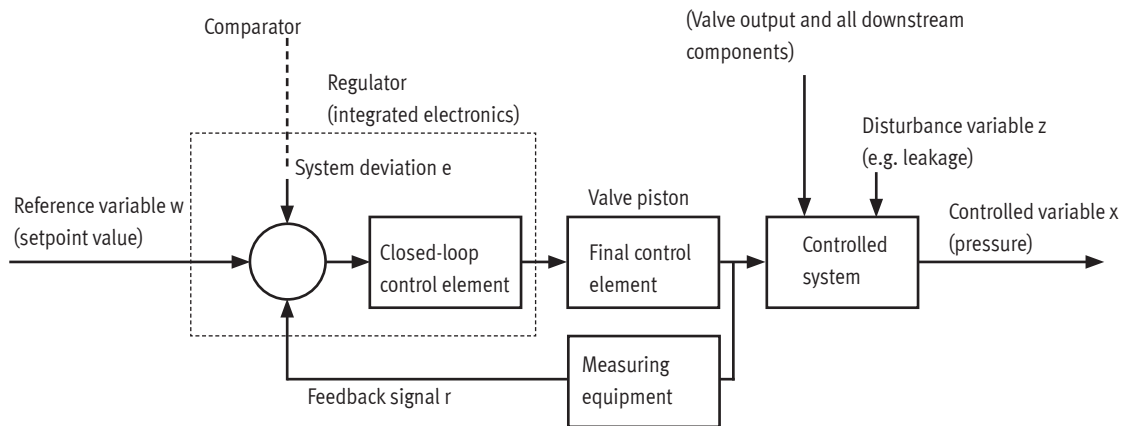 Comparator
(Valve output and all downstream
components)
Regulator
(integrated electronics)
Disturbance variable z
(e.g. leakage)
System deviation e
Reference variable w
(setpoint value)
Valve piston
Controlled variable x
(pressure)
Closed-loop
control element
Final control
element
Controlled
system
Measuring
equipment
Feedback signal r